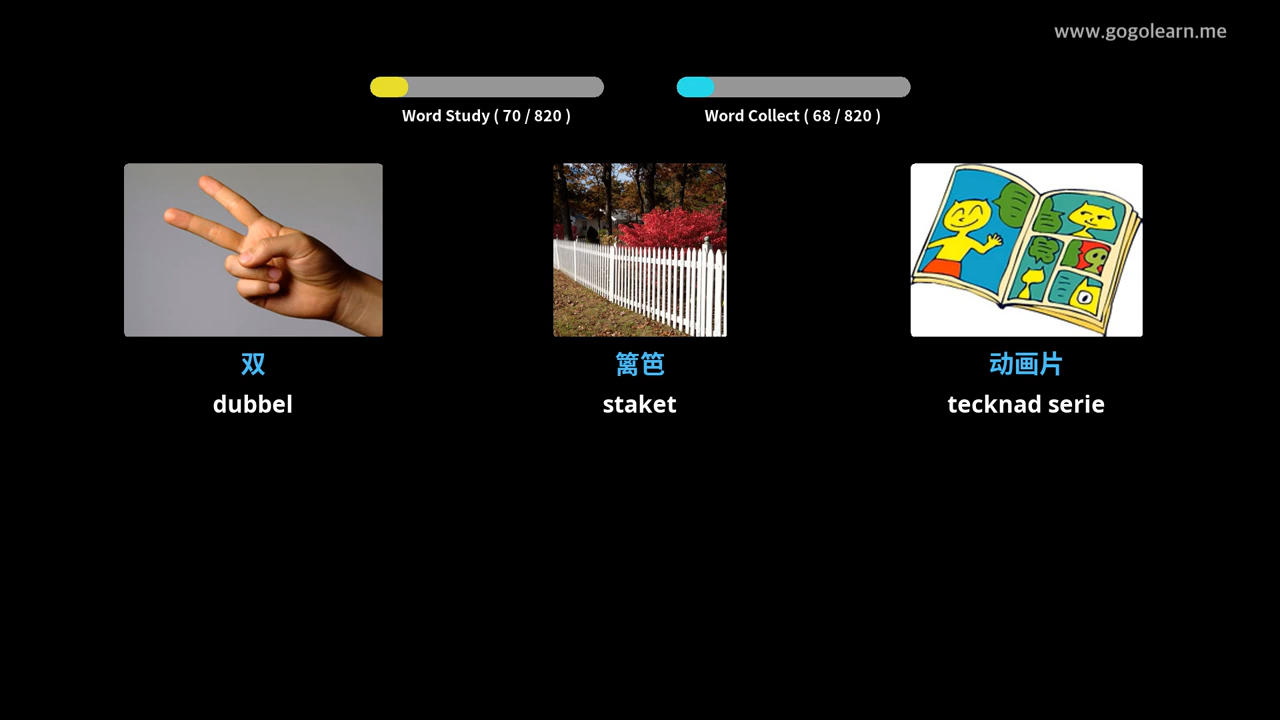 www.gogolearn.me
Word Study ( 70 / 820 )
Word Collect ( 68 / 820 )
双
篱笆
动画片
dubbel
staket
tecknad serie